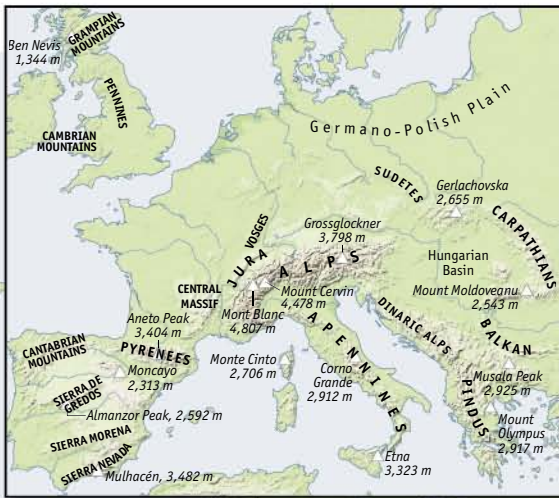 GRAMPIAN
MOUNTAINS
Ben Nevis
1,344 m
PENNINES
CAMBRIAN
MOUNTAINS
Germano-Polish Plain
SUDETES
Gerlachovska
2,655 m
CARPATHIANS
VOSGES
Grossglockner
3,798 m
JURA
ALPS
Hungarian
Basin
CENTRAL
MASSIF
Mount Cervin
4,478 m
Mount Moldoveanu
2,543 m
Mont Blanc
4,807 m
Aneto Peak
3,404 m
CANTABRIAN
MOUNTAINS
PYRENEES
APENNINES
DINARIC ALPS
BALKAN
Moncayo
2,313 m
Monte Cinto
2,706 m
Corno
Grande
2,912 m
Musala Peak
2,925 m
PINDUS
SIERRA DE
GREDOS
Almanzor Peak, 2,592 m
Mount
Olympus
2,917 m
SIERRA MORENA
SIERRA NEVADA
Mulhacén, 3,482 m
Etna
3,323 m